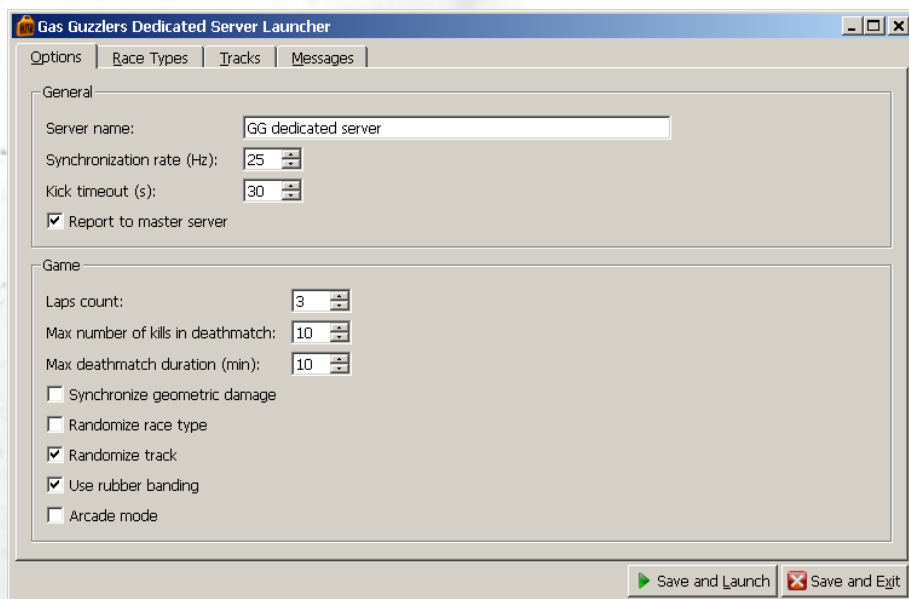 Gas Guzzlers Dedicated Server Launcher
Options Race Types Tracks Messages
General
Server name: GG dedicated server
Synchronization rate (Hz): 25
Kick timeout (s): 30
Report to master server
Game
Laps count: 3
Max number of kills in deathmatch: 10
Max deathmatch duration (min): 10
Synchronize geometric damage
Randomize race type
Randomize track
Use rubber banding
Arcade mode
Save and Launch Save and Exit